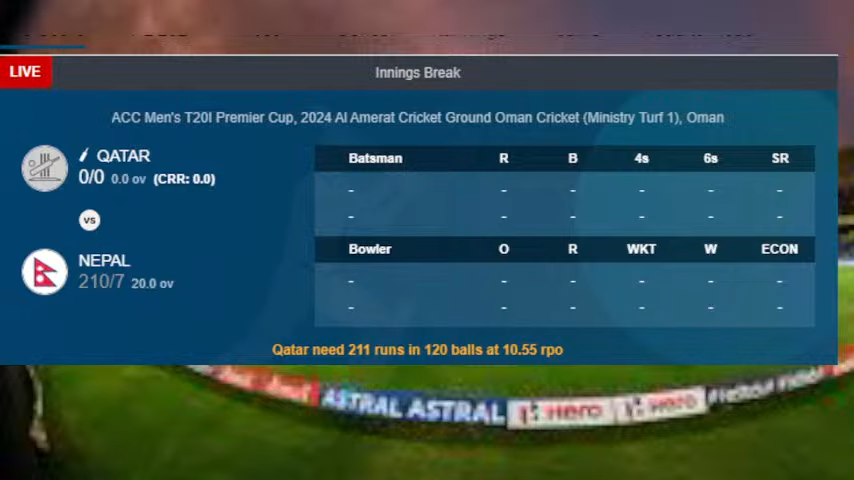 LIVE
Innings Break
ACC Men's T20I Premier Cup, 2024 Al Amerat Cricket Ground Oman Cricket (Ministry Turf 1), Oman
QATAR
0/0 0.0 ov (CRR: 0.0)
vs
NEPAL
210/7 20.0 ov
Batsman R B 4s 6s SR
- - - - - -
- - - - - -
Bowler O R WKT W ECON
- - - - - -
- - - - - -
Qatar need 211 runs in 120 balls at 10.55 rpo
ASTRAL ASTRAL Hero Hero